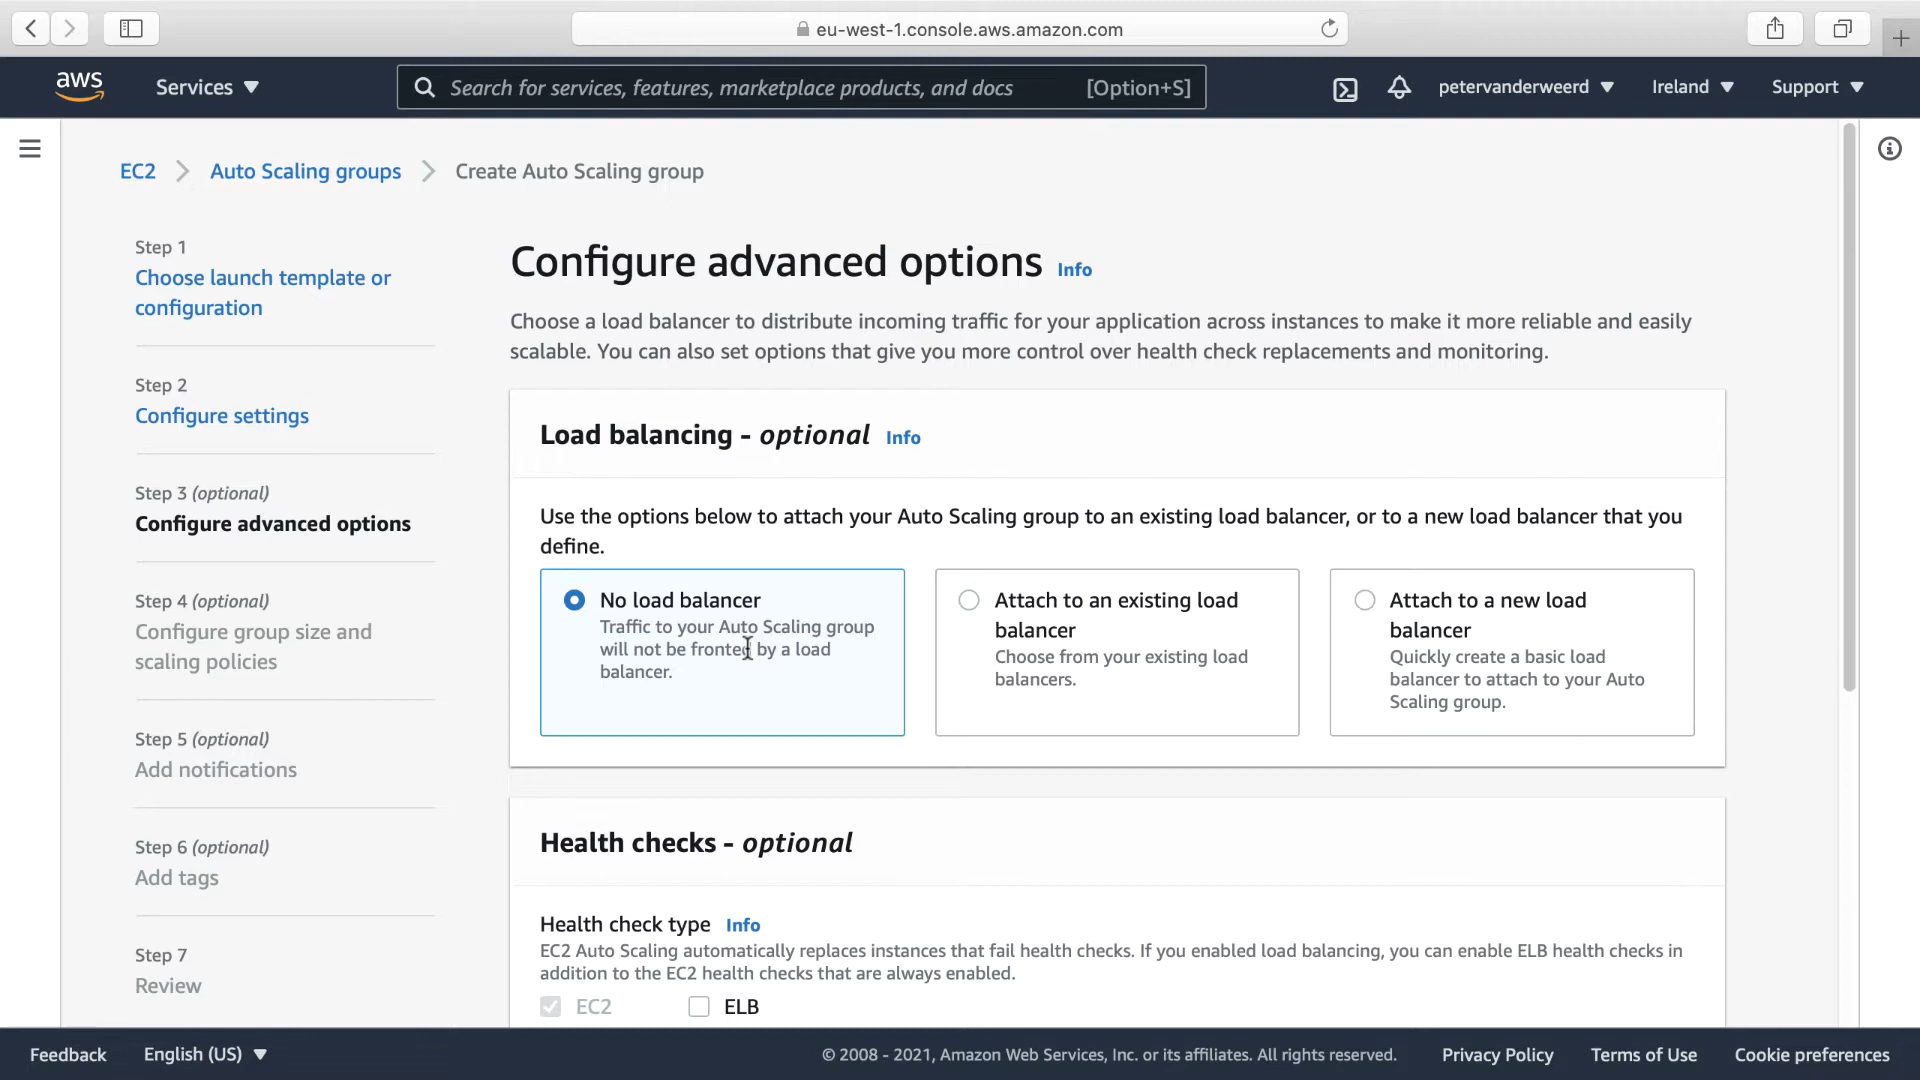 eu-west-1.console.aws.amazon.com
aws
Services
Search for services, features, marketplace products, and docs
[Option+S]
petervanderweerd
Ireland
Support
EC2
Auto Scaling groups
Create Auto Scaling group
Step 1
Choose launch template or
configuration
Step 2
Configure settings
Step 3 (optional)
Configure advanced options
Step 4 (optional)
Configure group size and
scaling policies
Step 5 (optional)
Add notifications
Step 6 (optional)
Add tags
Step 7
Review
Configure advanced options Info
Choose a load balancer to distribute incoming traffic for your application across instances to make it more reliable and easily
scalable. You can also set options that give you more control over health check replacements and monitoring.
Load balancing - optional Info
Use the options below to attach your Auto Scaling group to an existing load balancer, or to a new load balancer that you
define.
No load balancer
Traffic to your Auto Scaling group
will not be fronted by a load
balancer.
Attach to an existing load
balancer
Choose from your existing load
balancers.
Attach to a new load
balancer
Quickly create a basic load
balancer to attach to your Auto
Scaling group.
Health checks - optional
Health check type Info
EC2 Auto Scaling automatically replaces instances that fail health checks. If you enabled load balancing, you can enable ELB health checks in
addition to the EC2 health checks that are always enabled.
EC2
ELB
Feedback
English (US)
© 2008 - 2021, Amazon Web Services, Inc. or its affiliates. All rights reserved.
Privacy Policy
Terms of Use
Cookie preferences